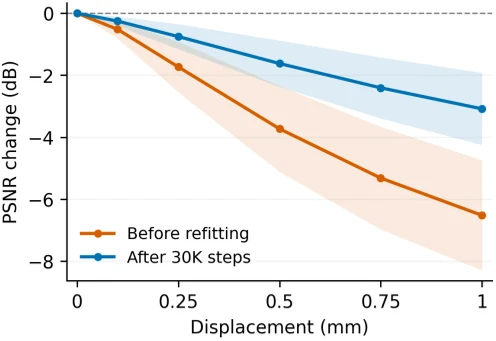 PSNR change (dB)
0
−2
−4
−6
−8
Before refitting
After 30K steps
0 0.25 0.5 0.75 1
Displacement (mm)